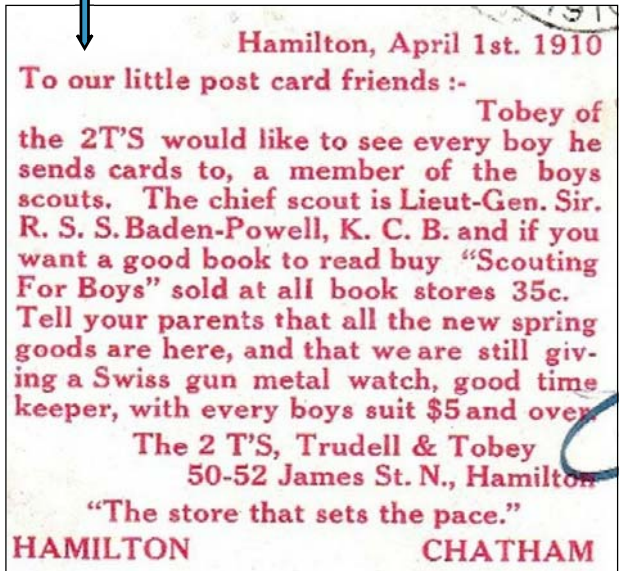 191
Hamilton, April 1st. 1910
To our little post card friends :-
Tobey of
the 2T'S would like to see every boy he
sends cards to, a member of the boys
scouts. The chief scout is Lieut-Gen. Sir.
R. S. S. Baden-Powell, K. C. B. and if you
want a good book to read buy “Scouting
For Boys” sold at all book stores 35c.
Tell your parents that all the new spring
goods are here, and that we are still giv-
ing a Swiss gun metal watch, good time
keeper, with every boys suit $5 and over.
The 2 T'S, Trudell & Tobey
50-52 James St. N., Hamilton
“The store that sets the pace.”
HAMILTON CHATHAM